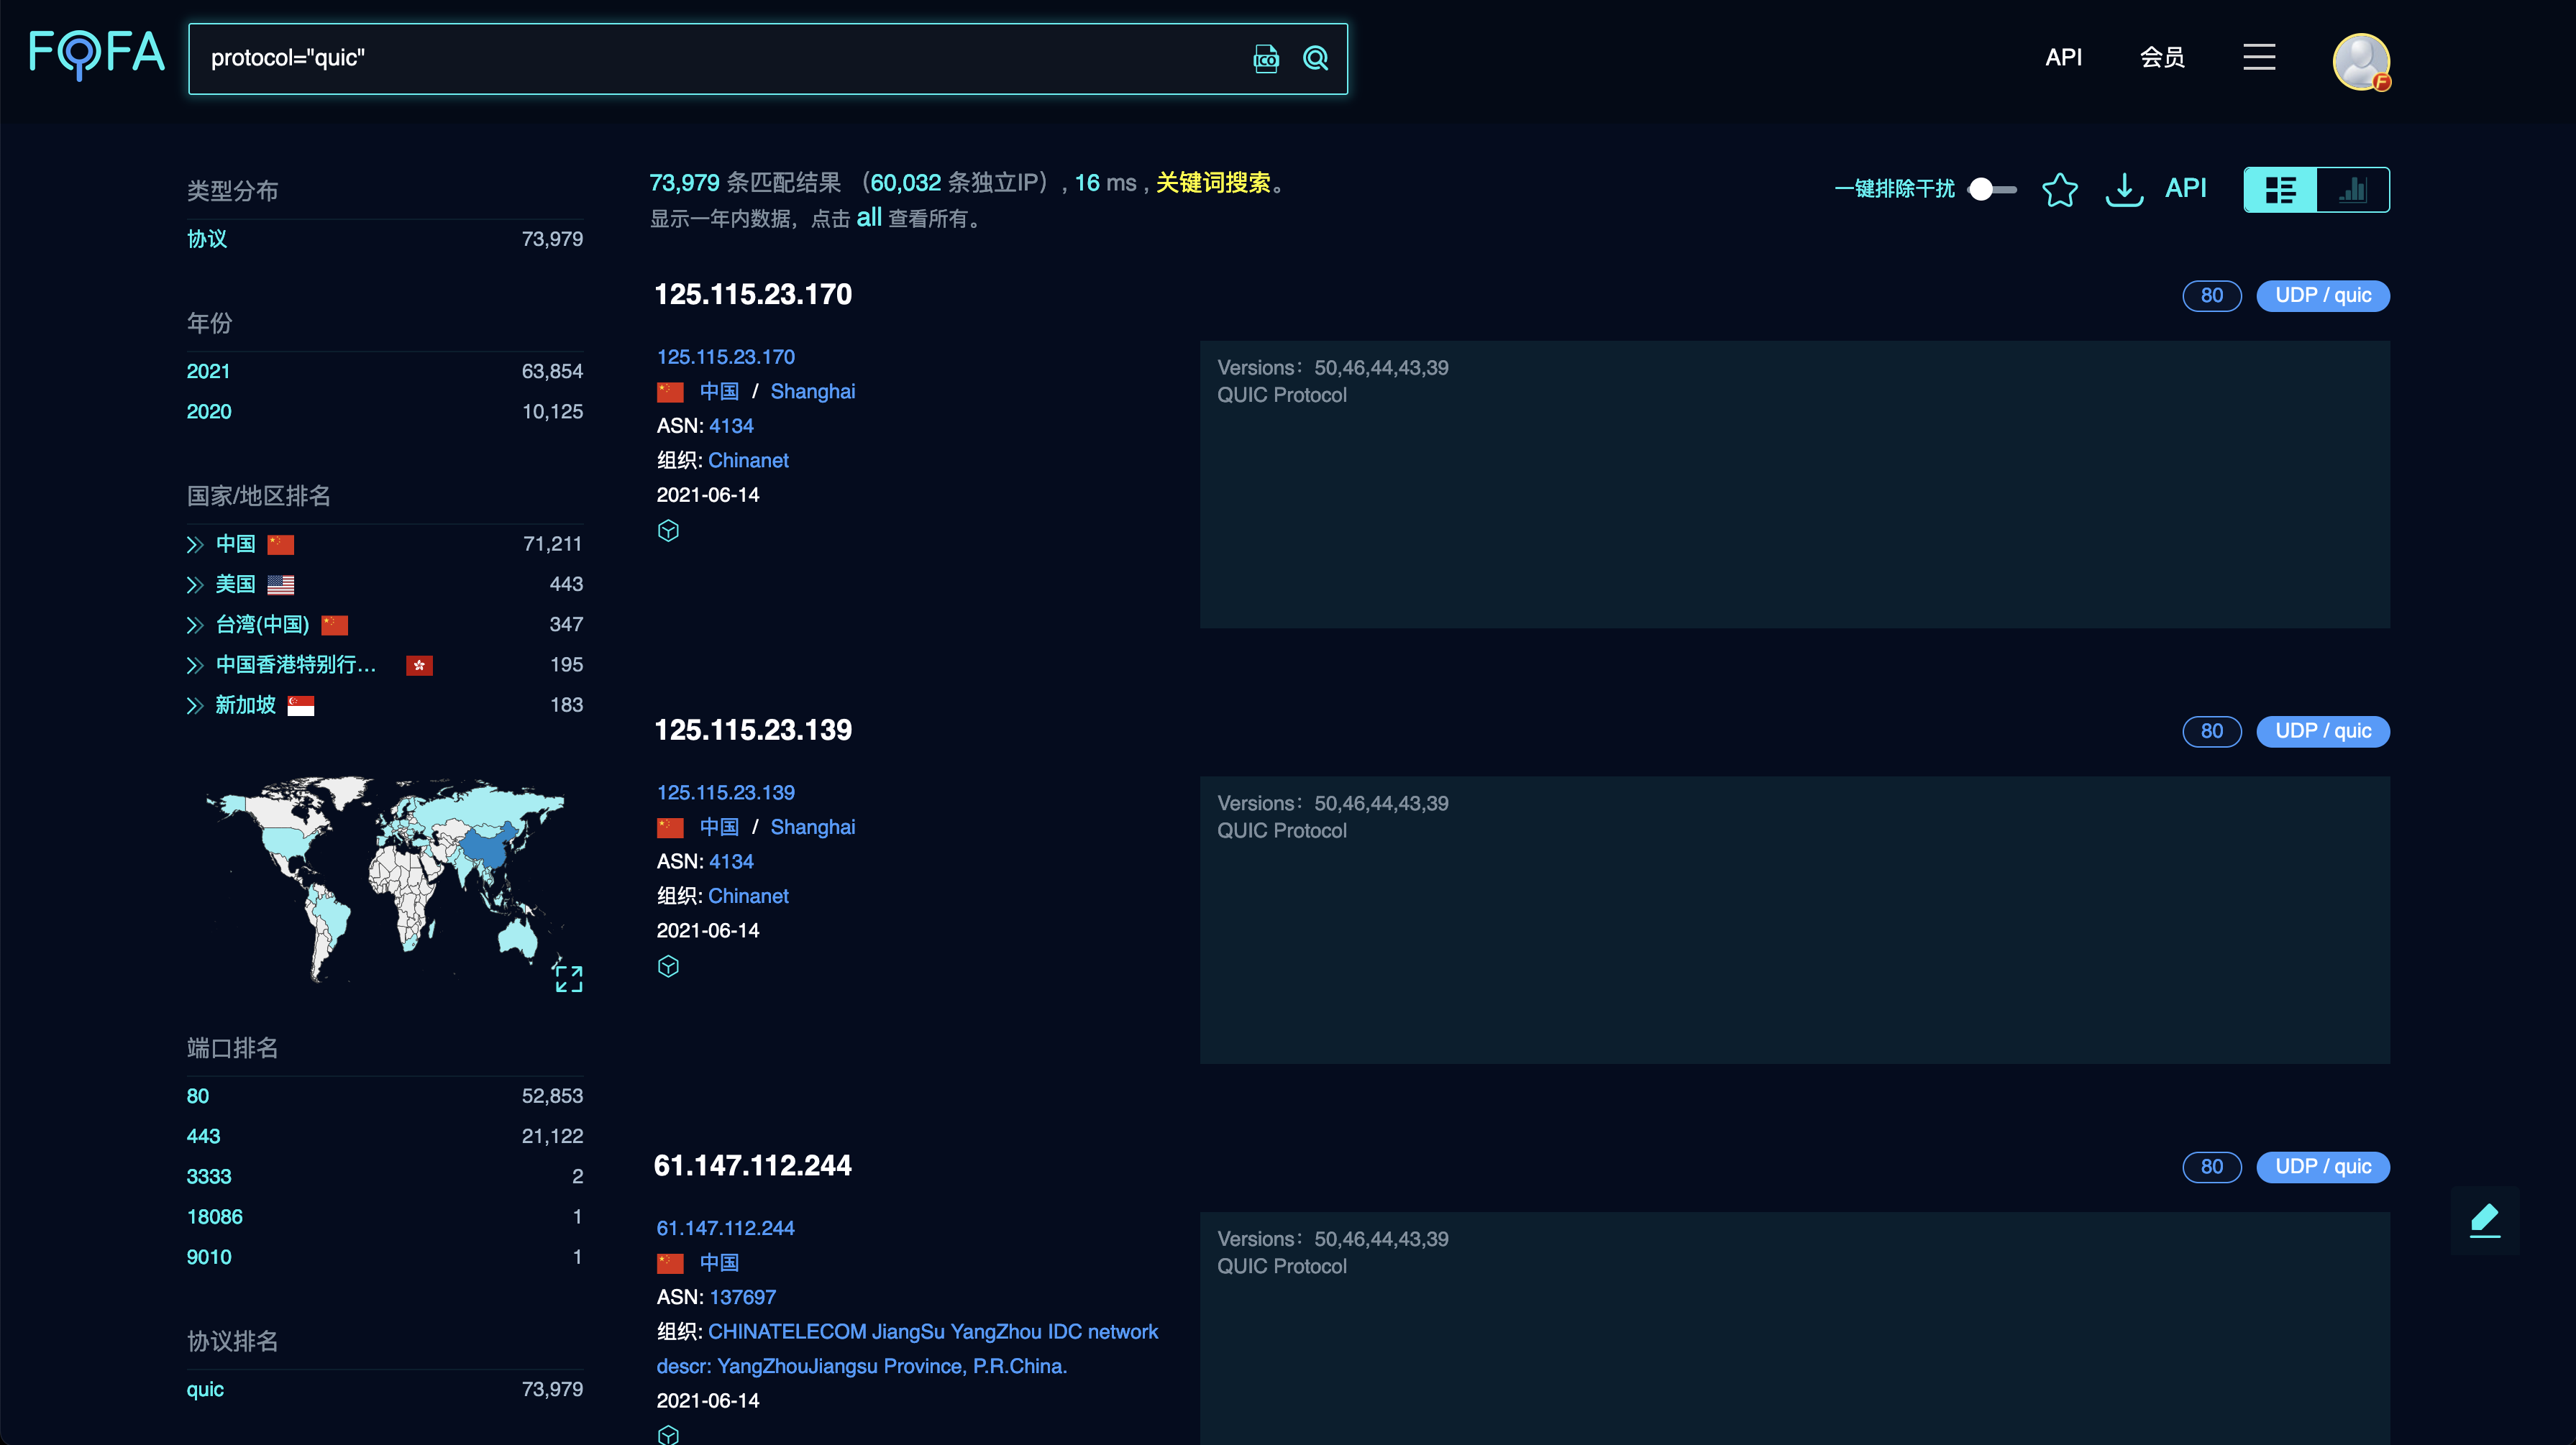 FOFA
protocol="quic"
ICO
API
会员
F
类型分布
协议 73,979
年份
2021 63,854
2020 10,125
国家/地区排名
中国 71,211
美国 443
台湾(中国) 347
中国香港特别行... 195
新加坡 183
端口排名
80 52,853
443 21,122
3333 2
18086 1
9010 1
协议排名
quic 73,979
73,979 条匹配结果 （60,032 条独立IP）, 16 ms , 关键词搜索。
显示一年内数据，点击 all 查看所有。
一键排除干扰
API
125.115.23.170
80
UDP / quic
125.115.23.170
中国 / Shanghai
ASN: 4134
组织: Chinanet
2021-06-14
Versions：50,46,44,43,39
QUIC Protocol
125.115.23.139
80
UDP / quic
125.115.23.139
中国 / Shanghai
ASN: 4134
组织: Chinanet
2021-06-14
Versions：50,46,44,43,39
QUIC Protocol
61.147.112.244
80
UDP / quic
61.147.112.244
中国
ASN: 137697
组织: CHINATELECOM JiangSu YangZhou IDC network
descr: YangZhouJiangsu Province, P.R.China.
2021-06-14
Versions：50,46,44,43,39
QUIC Protocol